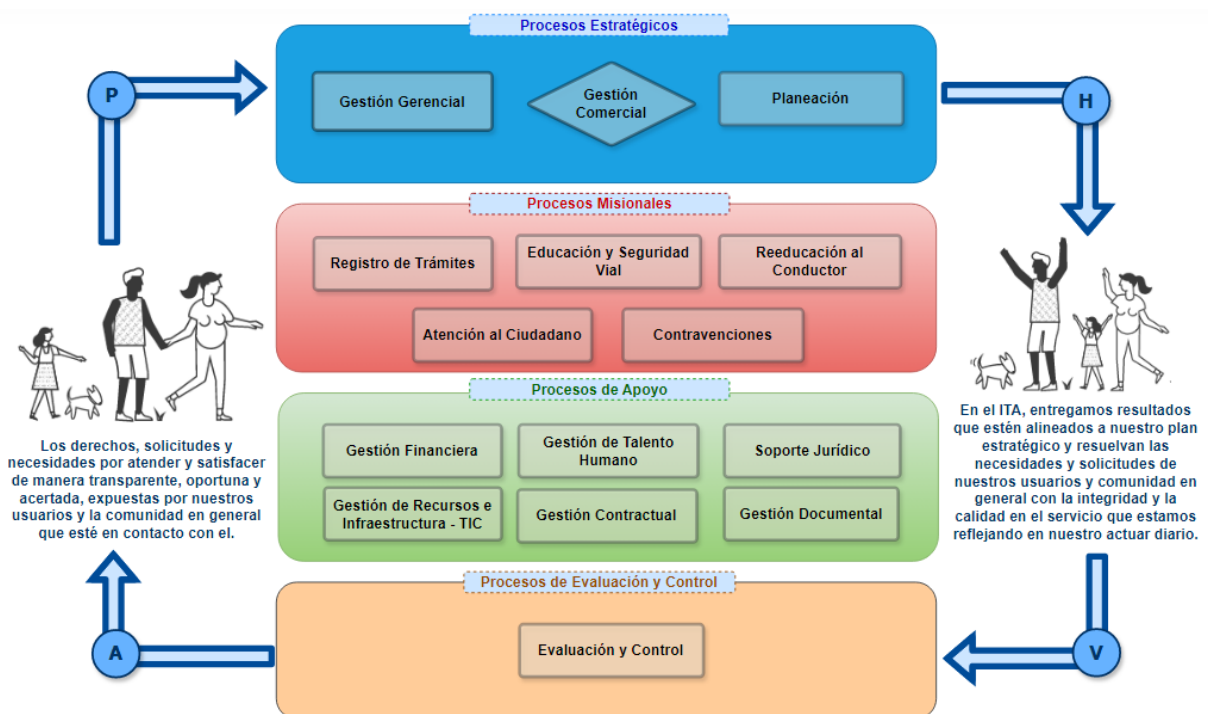 Procesos Estratégicos
P
Gestión Gerencial
Gestión
Comercial
Planeación
H
Procesos Misionales
Registro de Trámites
Educación y Seguridad
Vial
Reeducación al
Conductor
Atención al Ciudadano
Contravenciones
Procesos de Apoyo
Gestión Financiera
Gestión de Talento
Humano
Soporte Jurídico
Gestión de Recursos e
Infraestructura - TIC
Gestión Contractual
Gestión Documental
Los derechos, solicitudes y
necesidades por atender y satisfacer
de manera transparente, oportuna y
acertada, expuestas por nuestros
usuarios y la comunidad en general
que esté en contacto con el.
En el ITA, entregamos resultados
que estén alineados a nuestro plan
estratégico y resuelvan las
necesidades y solicitudes de
nuestros usuarios y comunidad en
general con la integridad y la
calidad en el servicio que estamos
reflejando en nuestro actuar diario.
Procesos de Evaluación y Control
A
Evaluación y Control
V